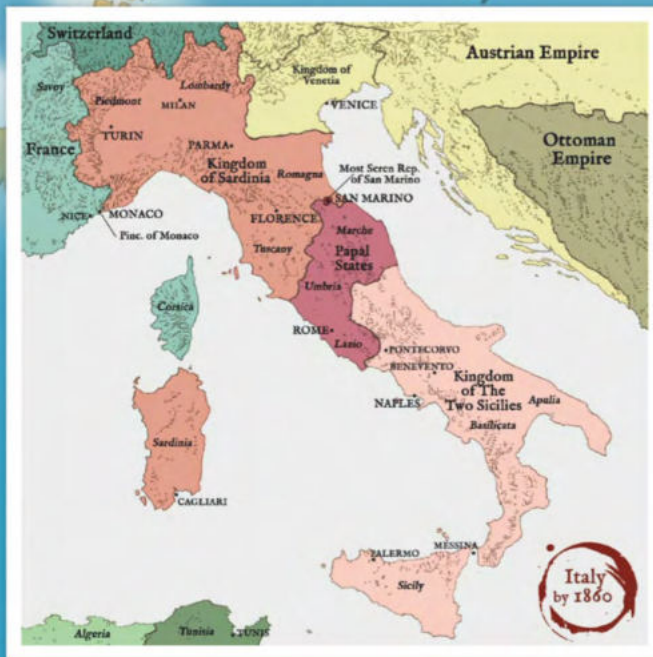 Switzerland
Austrian Empire
Savoy
Piedmont
Lombardy
MILAN
Kingdom of
Venetia
VENICE
TURIN
France
PARMA
Kingdom
of Sardinia
Romagna
Ottoman
Empire
Most Seren Rep.
of San Marino
SAN MARINO
NICE
MONACO
Pinc. of Monaco
FLORENCE
Tuscany
Marche
Papal
States
Umbria
Corsica
ROME
Lazio
PONTECORVO
BENEVENTO
Kingdom
of The
Two Sicilies
NAPLES
Apulia
Basilicata
Sardinia
CAGLIARI
PALERMO
MESSINA
Sicily
Italy
by 1860
Algeria
Tunitia
TUNIS